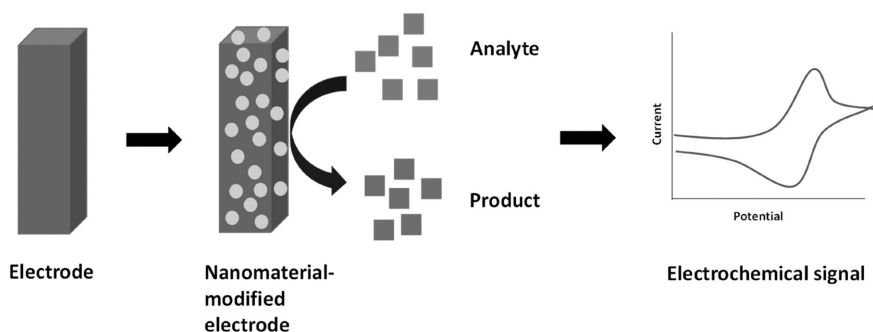 Analyte
Product
Electrode
Nanomaterial-
modified
electrode
Current
Potential
Electrochemical signal